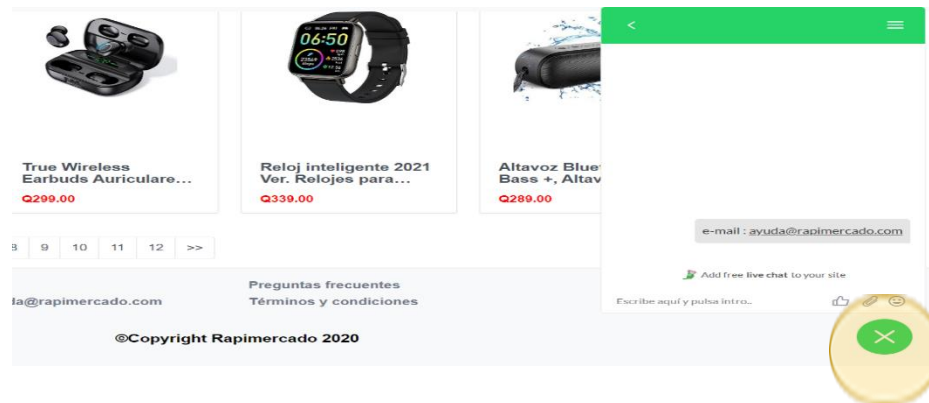 06:50
True Wireless
Earbuds Auriculare...
Q299.00
Reloj inteligente 2021
Ver. Relojes para...
Q339.00
Altavoz Blue
Bass +, Altav
Q289.00
8 9 10 11 12 >>
Preguntas frecuentes
Términos y condiciones
la@rapimercado.com
©Copyright Rapimercado 2020
<
e-mail : ayuda@rapimercado.com
Add free live chat to your site
Escribe aquí y pulsa intro..